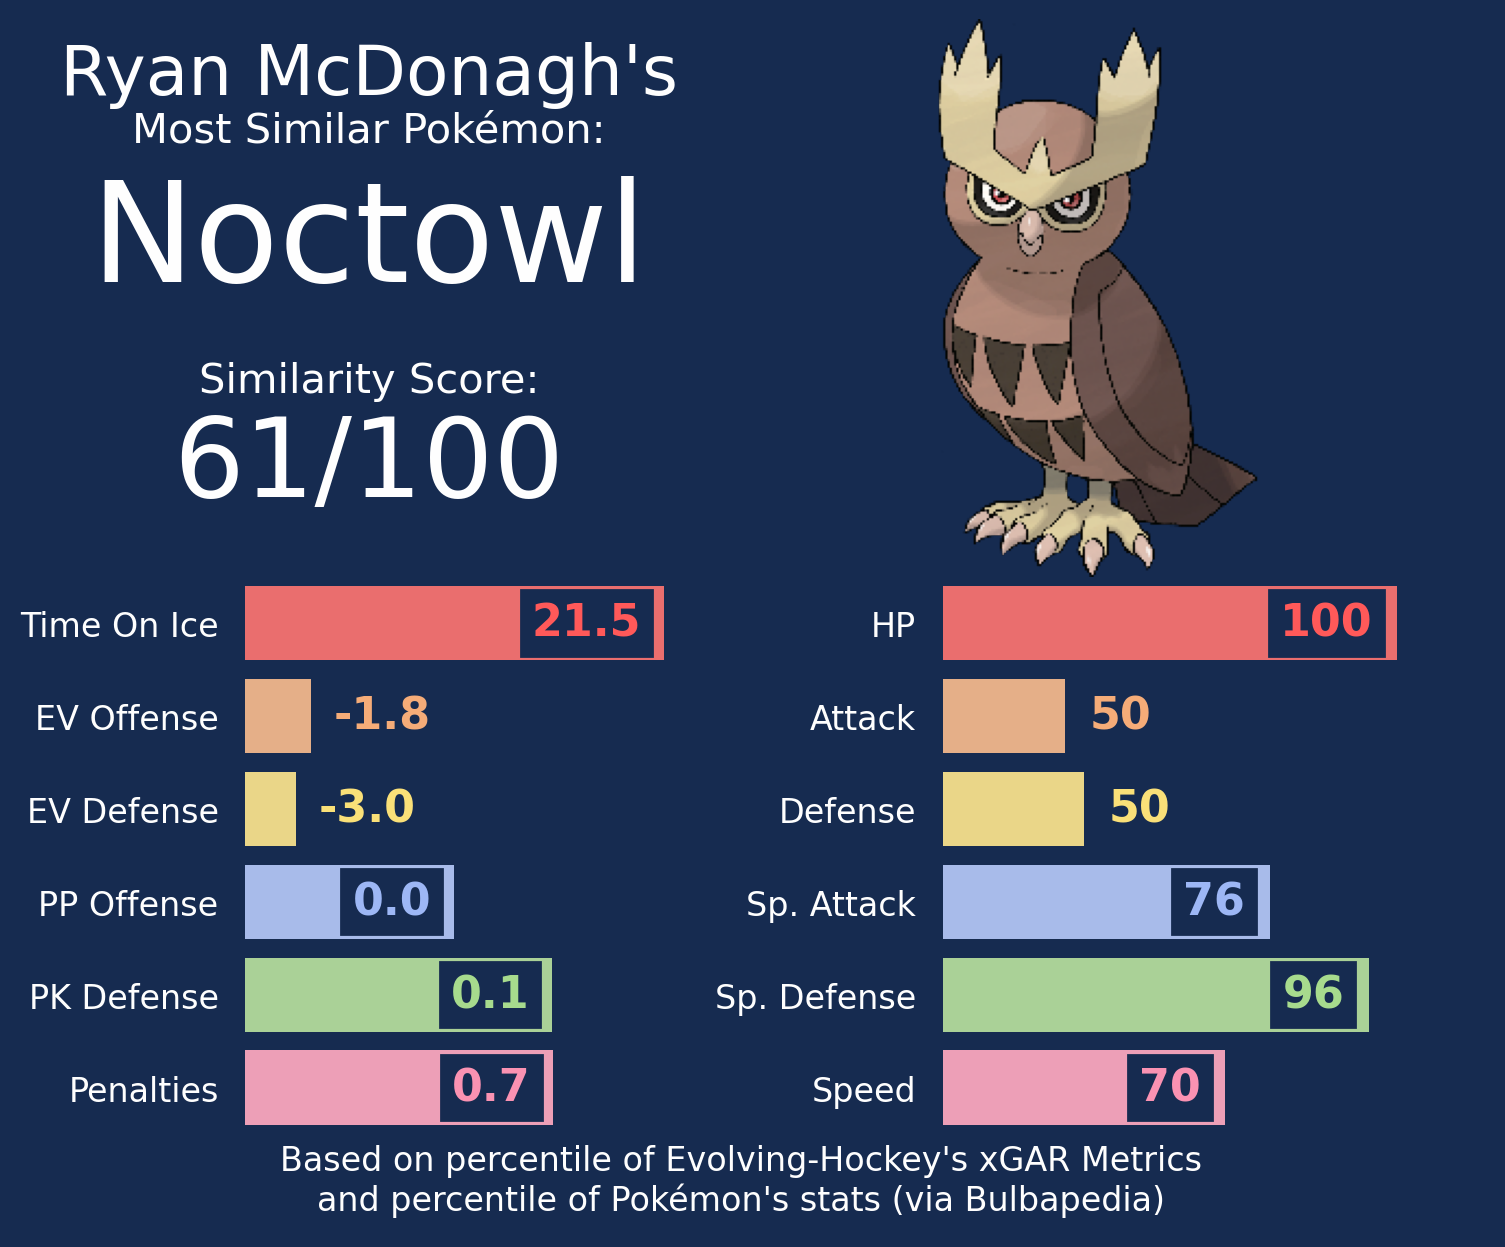 Ryan McDonagh's
Most Similar Pokémon:
Noctowl
Similarity Score:
61/100
Time On Ice 21.5
EV Offense -1.8
EV Defense -3.0
PP Offense 0.0
PK Defense 0.1
Penalties 0.7
HP 100
Attack 50
Defense 50
Sp. Attack 76
Sp. Defense 96
Speed 70
Based on percentile of Evolving-Hockey's xGAR Metrics
and percentile of Pokémon's stats (via Bulbapedia)